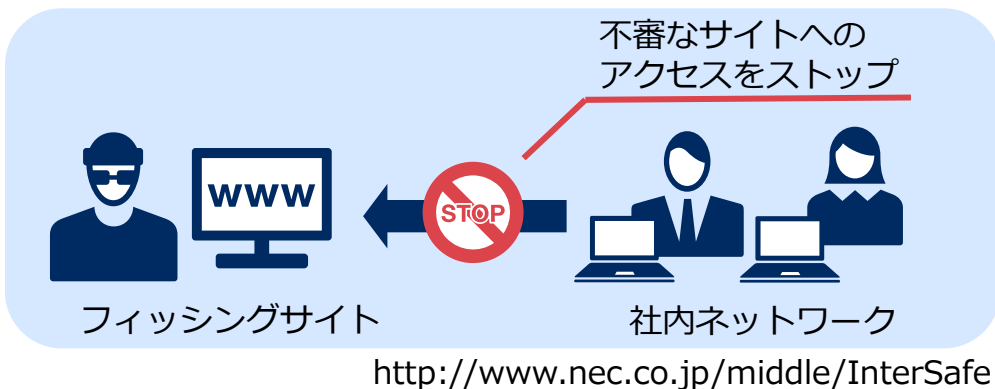 不審なサイトへの
アクセスをストップ
WWW
STOP
フィッシングサイト
社内ネットワーク
http://www.nec.co.jp/middle/InterSafe